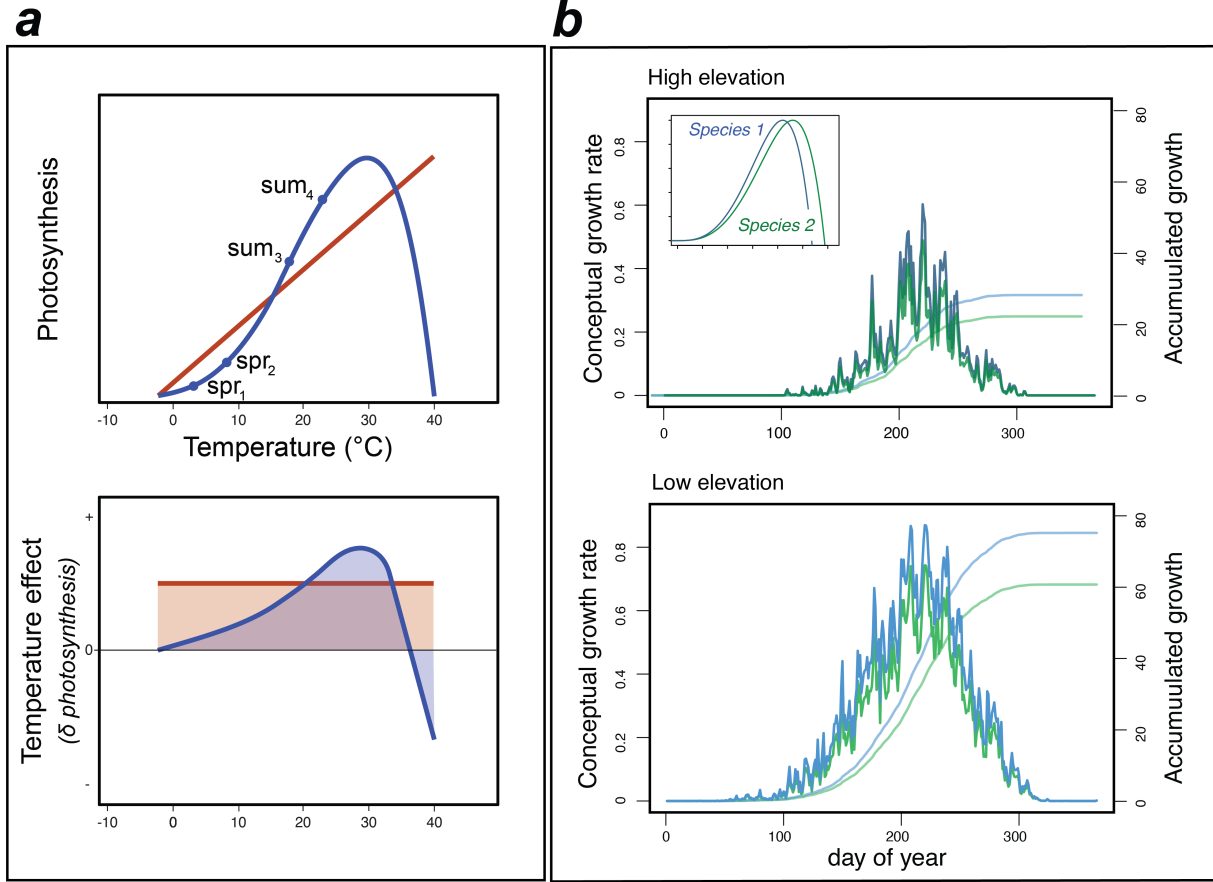 a
b
Photosynthesis
sum₄
sum₃
spr₂
spr₁
-10 0 10 20 30 40
Temperature (°C)
Temperature effect
(δ photosynthesis)
+
0
-
-10 0 10 20 30 40
High elevation
Conceptual growth rate
0 0.2 0.4 0.6 0.8
Species 1
Species 2
0 20 40 60 80
Accumulated growth
0 100 200 300
Low elevation
Conceptual growth rate
0 0.2 0.4 0.6 0.8
0 20 40 60 80
Accumulated growth
0 100 200 300
day of year